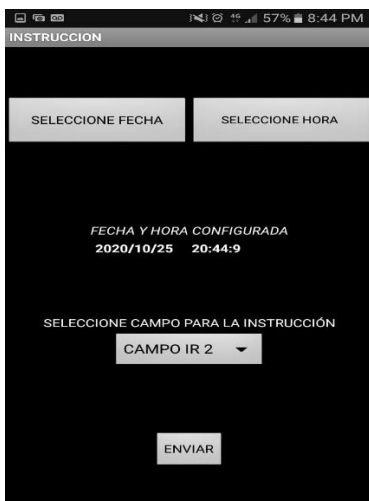 57% 8:44 PM
INSTRUCCION
SELECCIONE FECHA SELECCIONE HORA
FECHA Y HORA CONFIGURADA
2020/10/25 20:44:9
SELECCIONE CAMPO PARA LA INSTRUCCIÓN
CAMPO IR 2
ENVIAR